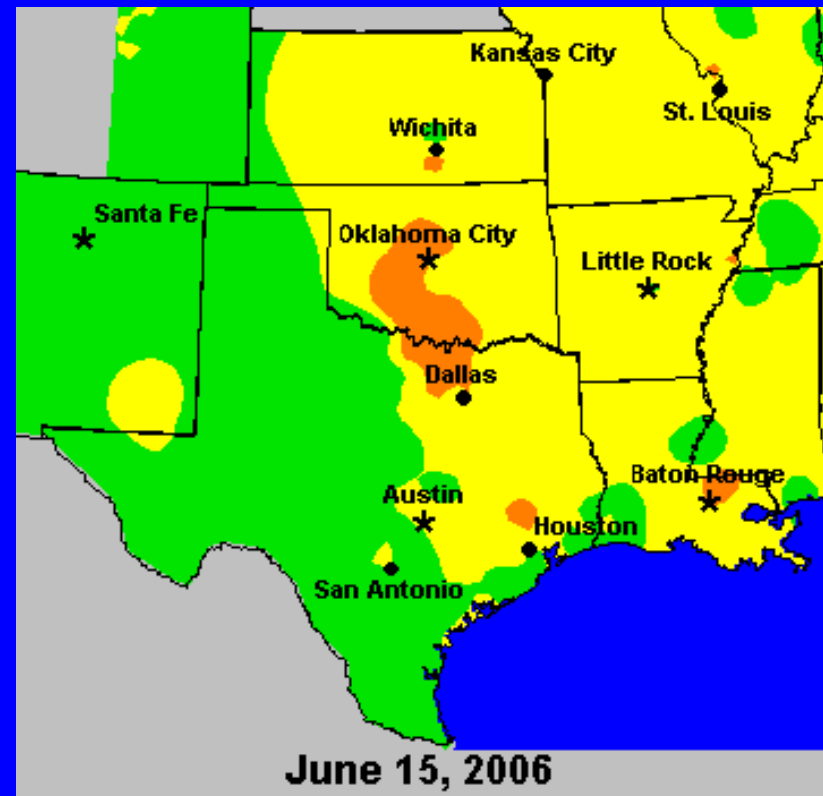 Kansas City
St. Louis
Wichita
Santa Fe
Oklahoma City
Little Rock
Dallas
Baton Rouge
Austin
Houston
San Antonio
June 15, 2006